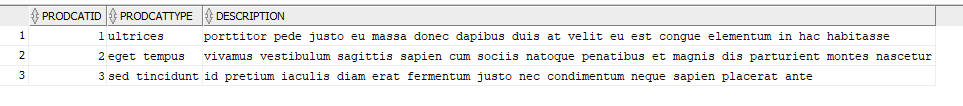 PRODCATID PRODCATTYPE DESCRIPTION
1 1 ultrices porttitor pede justo eu massa donec dapibus duis at velit eu est congue elementum in hac habitasse
2 2 eget tempus vivamus vestibulum sagittis sapien cum sociis natoque penatibus et magnis dis parturient montes nascetur
3 3 sed tincidunt id pretium iaculis diam erat fermentum justo nec condimentum neque sapien placerat ante